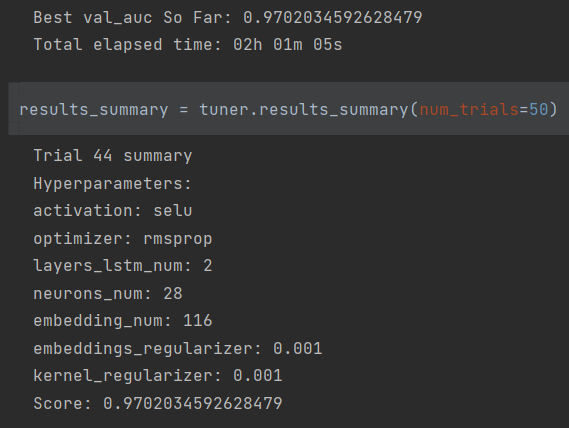 Best val_auc So Far: 0.9702034592628479
Total elapsed time: 02h 01m 05s
results_summary = tuner.results_summary(num_trials=50)
Trial 44 summary
Hyperparameters:
activation: selu
optimizer: rmsprop
layers_lstm_num: 2
neurons_num: 28
embedding_num: 116
embeddings_regularizer: 0.001
kernel_regularizer: 0.001
Score: 0.9702034592628479